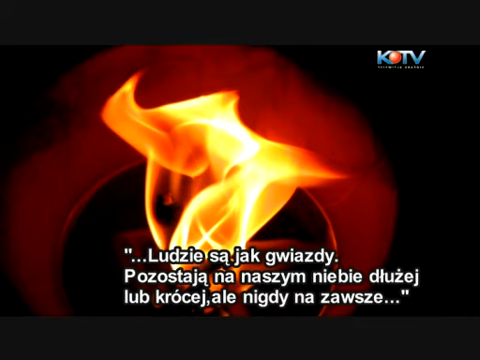 KOTV
"...Ludzie są jak gwiazdy.
Pozostają na naszym niebie dłużej
lub krócej,ale nigdy na zawsze..."